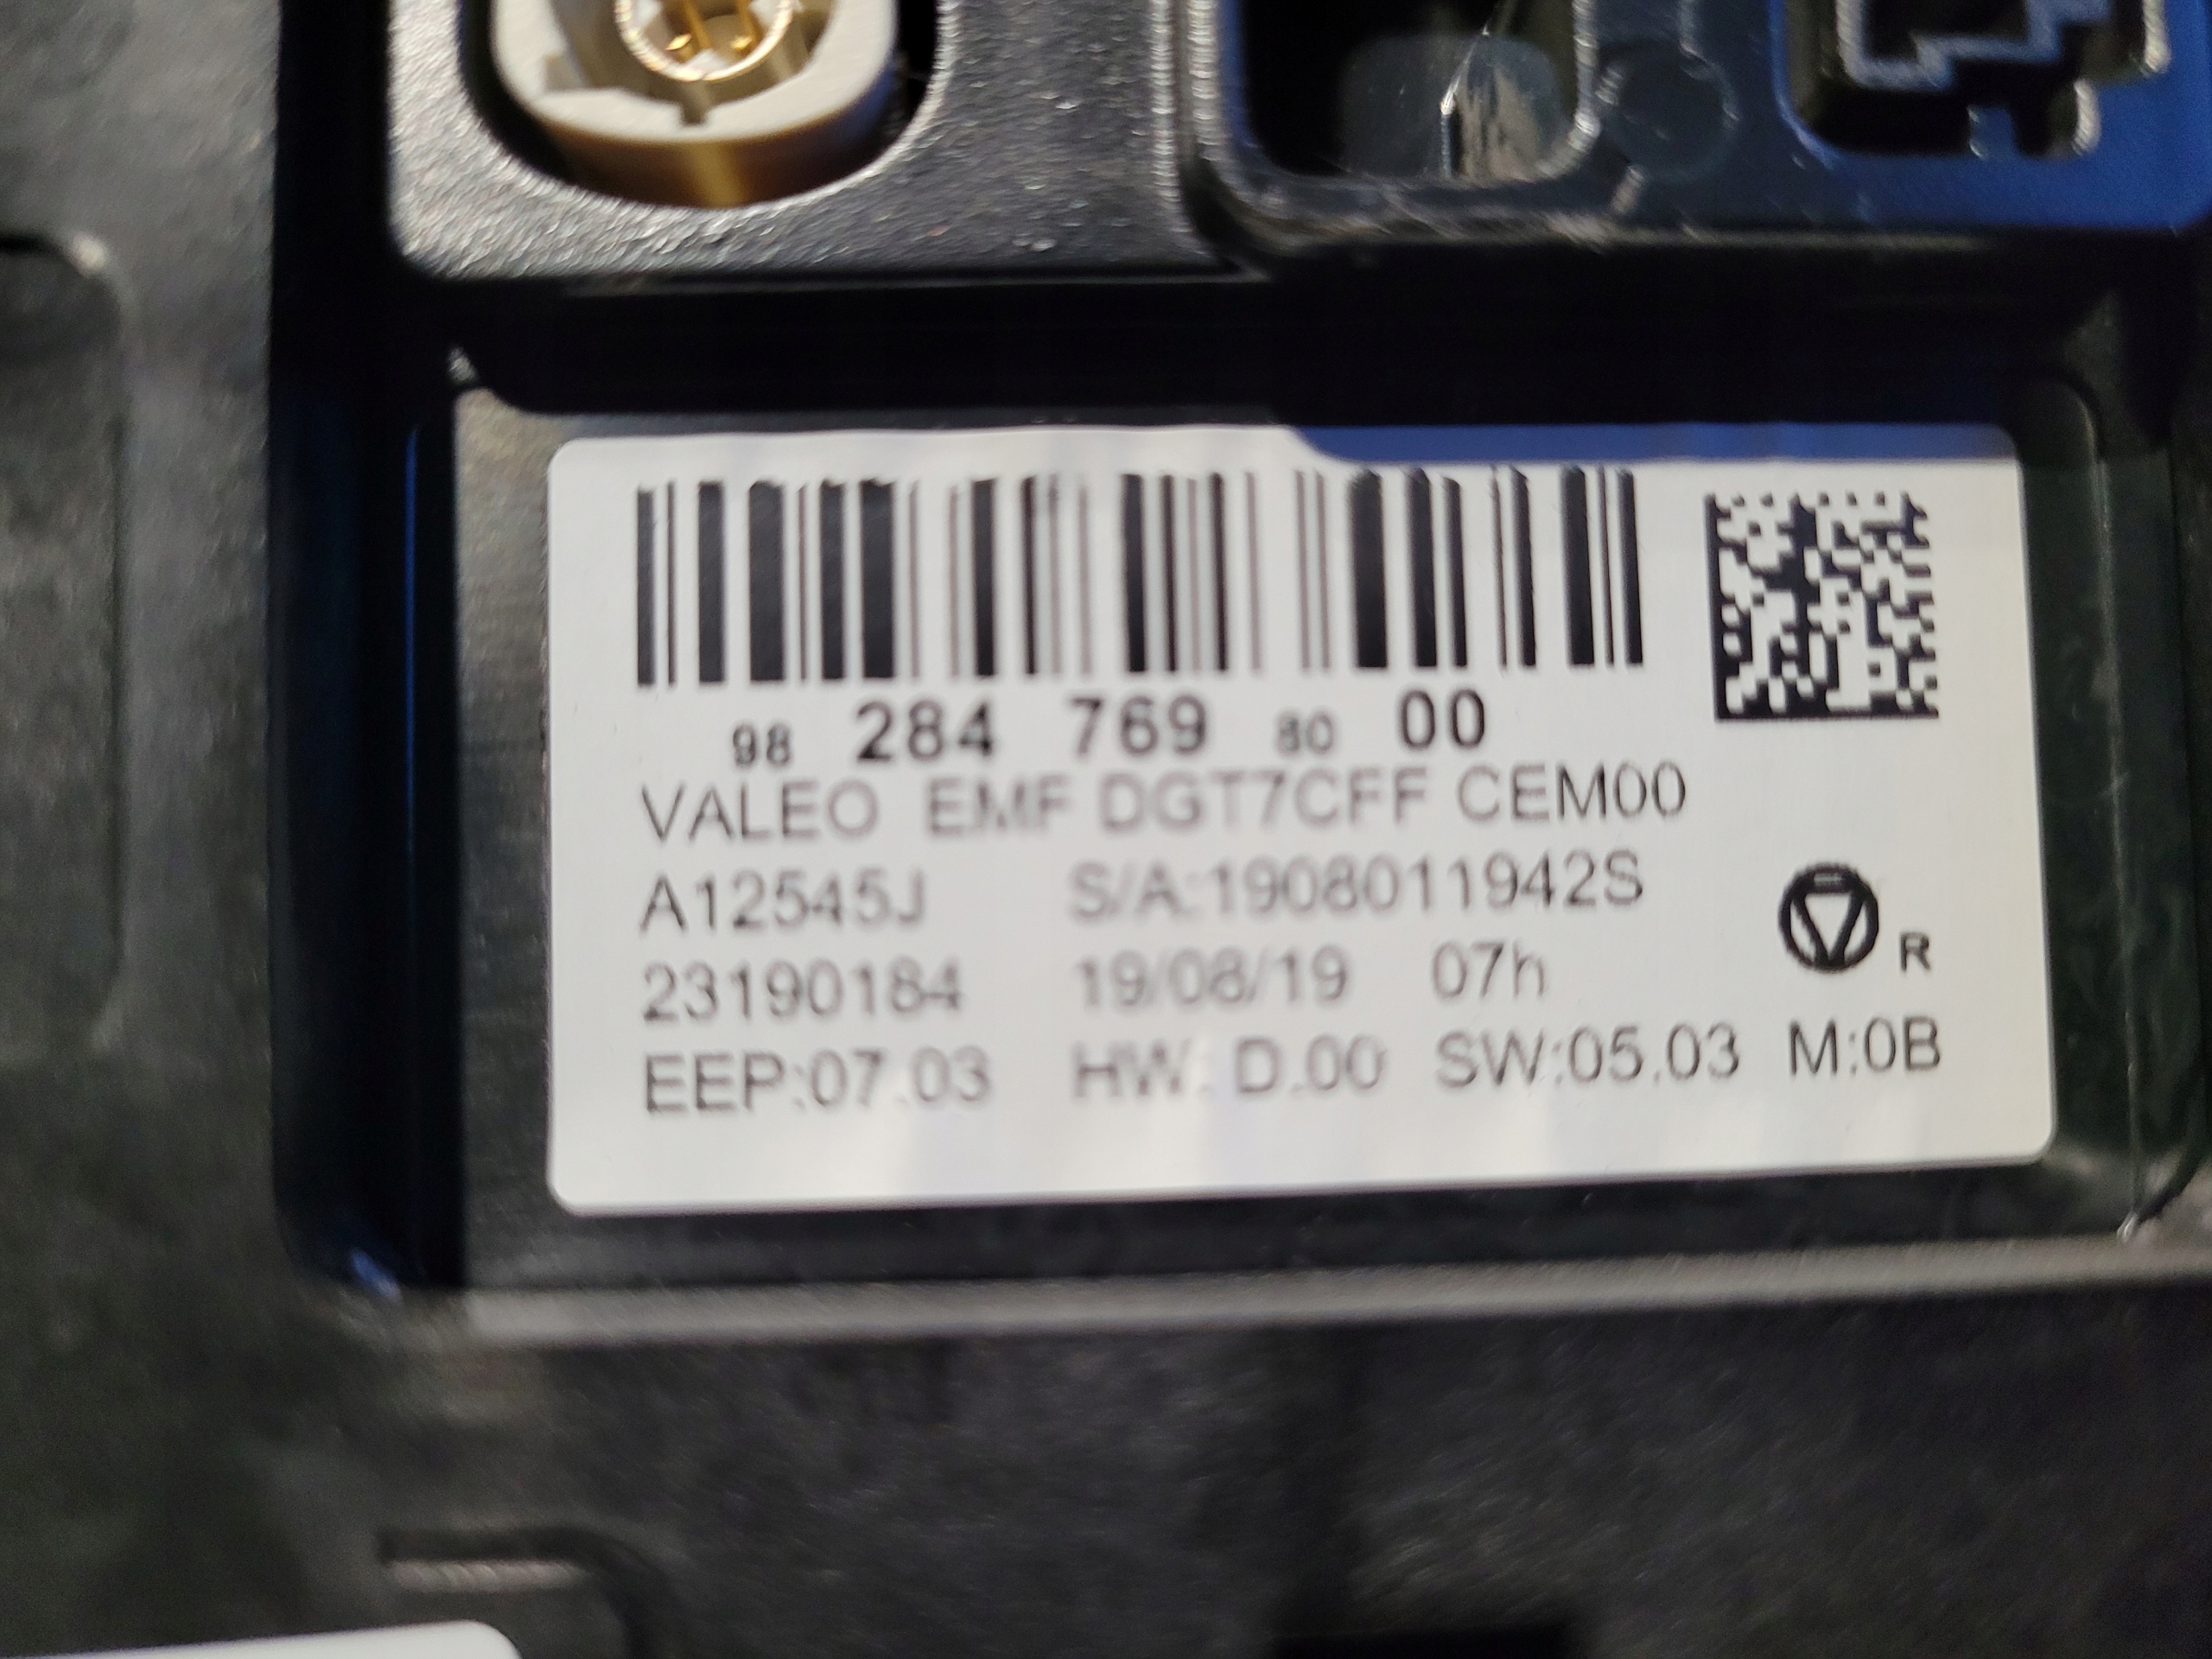 98 284 769 80 00
VALEO EMF DGT7CFF CEM00
A12545J S/A:1908011942S
23190184 19/08/19 07h
R
EEP:07.03 HW: D.00 SW:05.03 M:0B